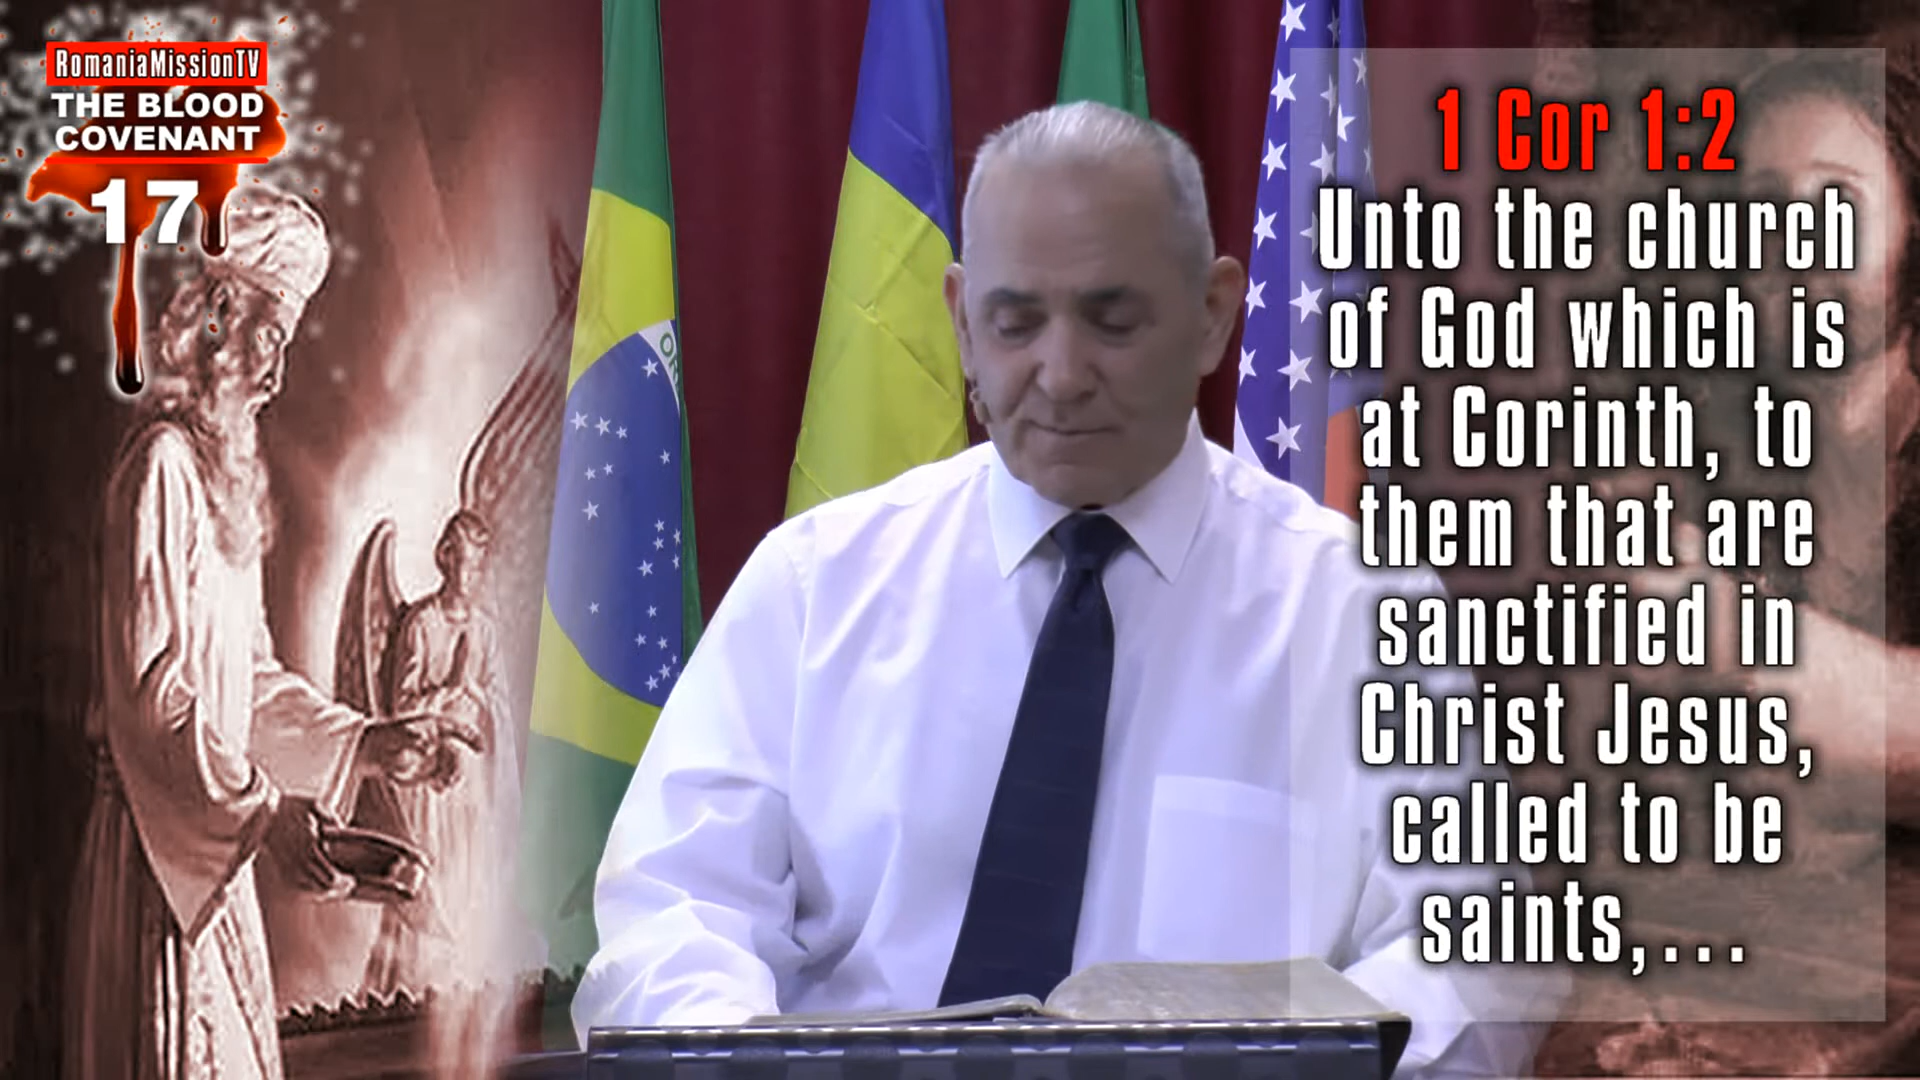 RomaniaMissionTV
THE BLOOD
COVENANT
17
1 Cor 1:2
Unto the church
of God which is
at Corinth, to
them that are
sanctified in
Christ Jesus,
called to be
saints,...